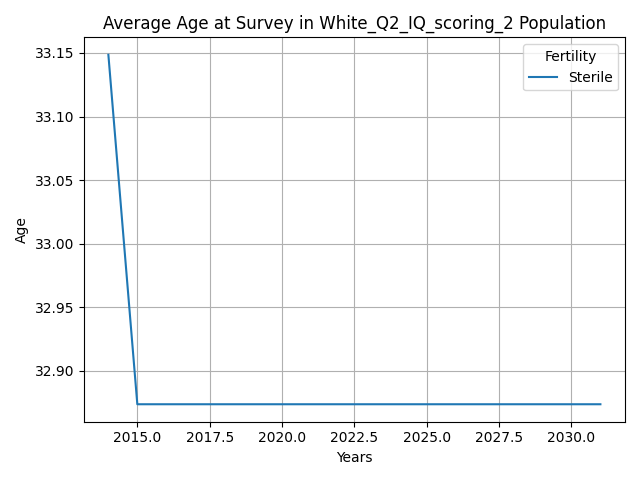 Average Age at Survey in White_Q2_IQ_scoring_2 Population
Fertility
Sterile
33.15
33.10
33.05
33.00
32.95
32.90
Age
2015.0 2017.5 2020.0 2022.5 2025.0 2027.5 2030.0
Years